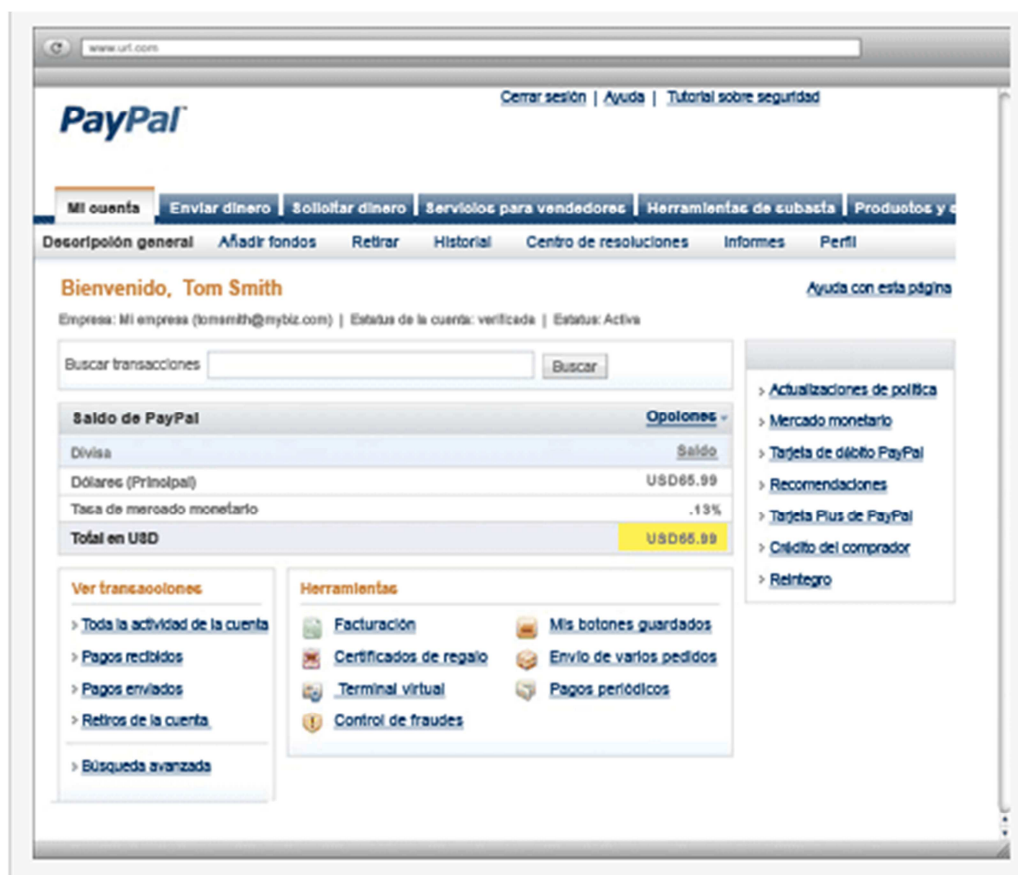 www.url.com
Cerrar sesión | Ayuda | Tutorial sobre seguridad
PayPal
Mi cuenta Enviar dinero Solicitar dinero Servicios para vendedores Herramientas de subasta Productos y s
Descripción general Añadir fondos Retirar Historial Centro de resoluciones Informes Perfil
Bienvenido, Tom Smith
Ayuda con esta página
Empresa: Mi empresa (tomsmith@mybiz.com) | Estatus de la cuenta: verificada | Estatus: Activa
Buscar transacciones Buscar
Saldo de PayPal Opciones
Divisa Saldo
Dólares (Principal) USD65.99
Tasa de mercado monetario .13%
Total en USD USD65.99
> Actualizaciones de política
> Mercado monetario
> Tarjeta de débito PayPal
> Recomendaciones
> Tarjeta Plus de PayPal
> Crédito del comprador
> Reintegro
Ver transacciones
> Toda la actividad de la cuenta
> Pagos recibidos
> Pagos enviados
> Retiros de la cuenta
> Búsqueda avanzada
Herramientas
Facturación Mis botones guardados
Certificados de regalo Envío de varios pedidos
Terminal virtual Pagos periódicos
Control de fraudes